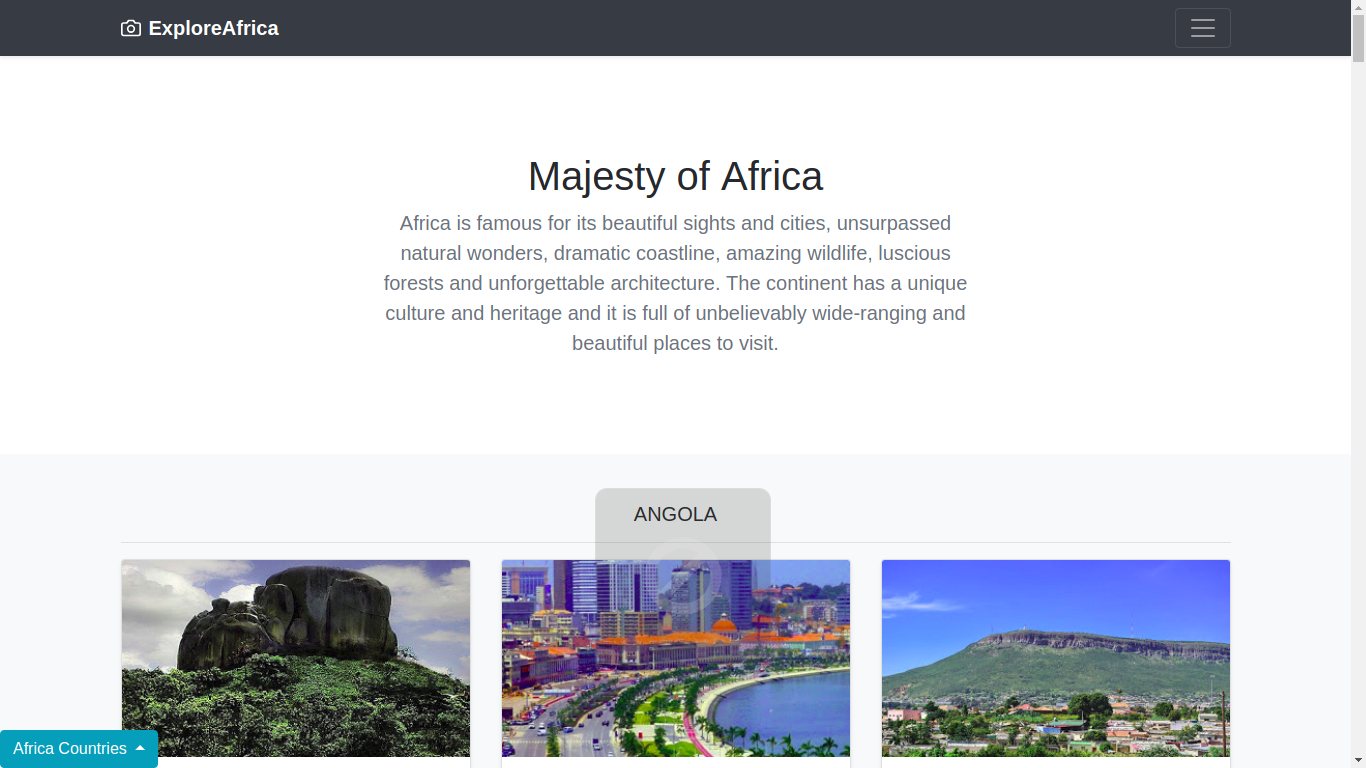 ExploreAfrica
Majesty of Africa
Africa is famous for its beautiful sights and cities, unsurpassed
natural wonders, dramatic coastline, amazing wildlife, luscious
forests and unforgettable architecture. The continent has a unique
culture and heritage and it is full of unbelievably wide-ranging and
beautiful places to visit.
ANGOLA
Africa Countries